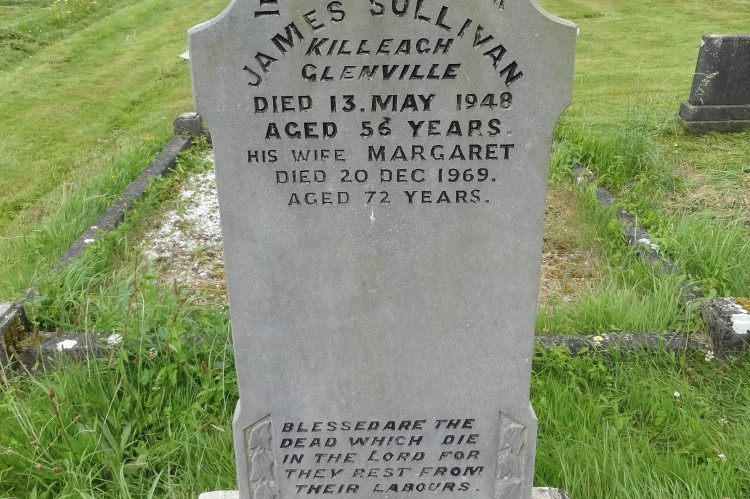 JAMES SULLIVAN
KILLEAGH
GLENVILLE
DIED 13. MAY 1948
AGED 56 YEARS.
HIS WIFE MARGARET
DIED 20 DEC 1969.
AGED 72 YEARS.
BLESSED ARE THE
DEAD WHICH DIE
IN THE LORD FOR
THEY REST FROM
THEIR LABOURS.